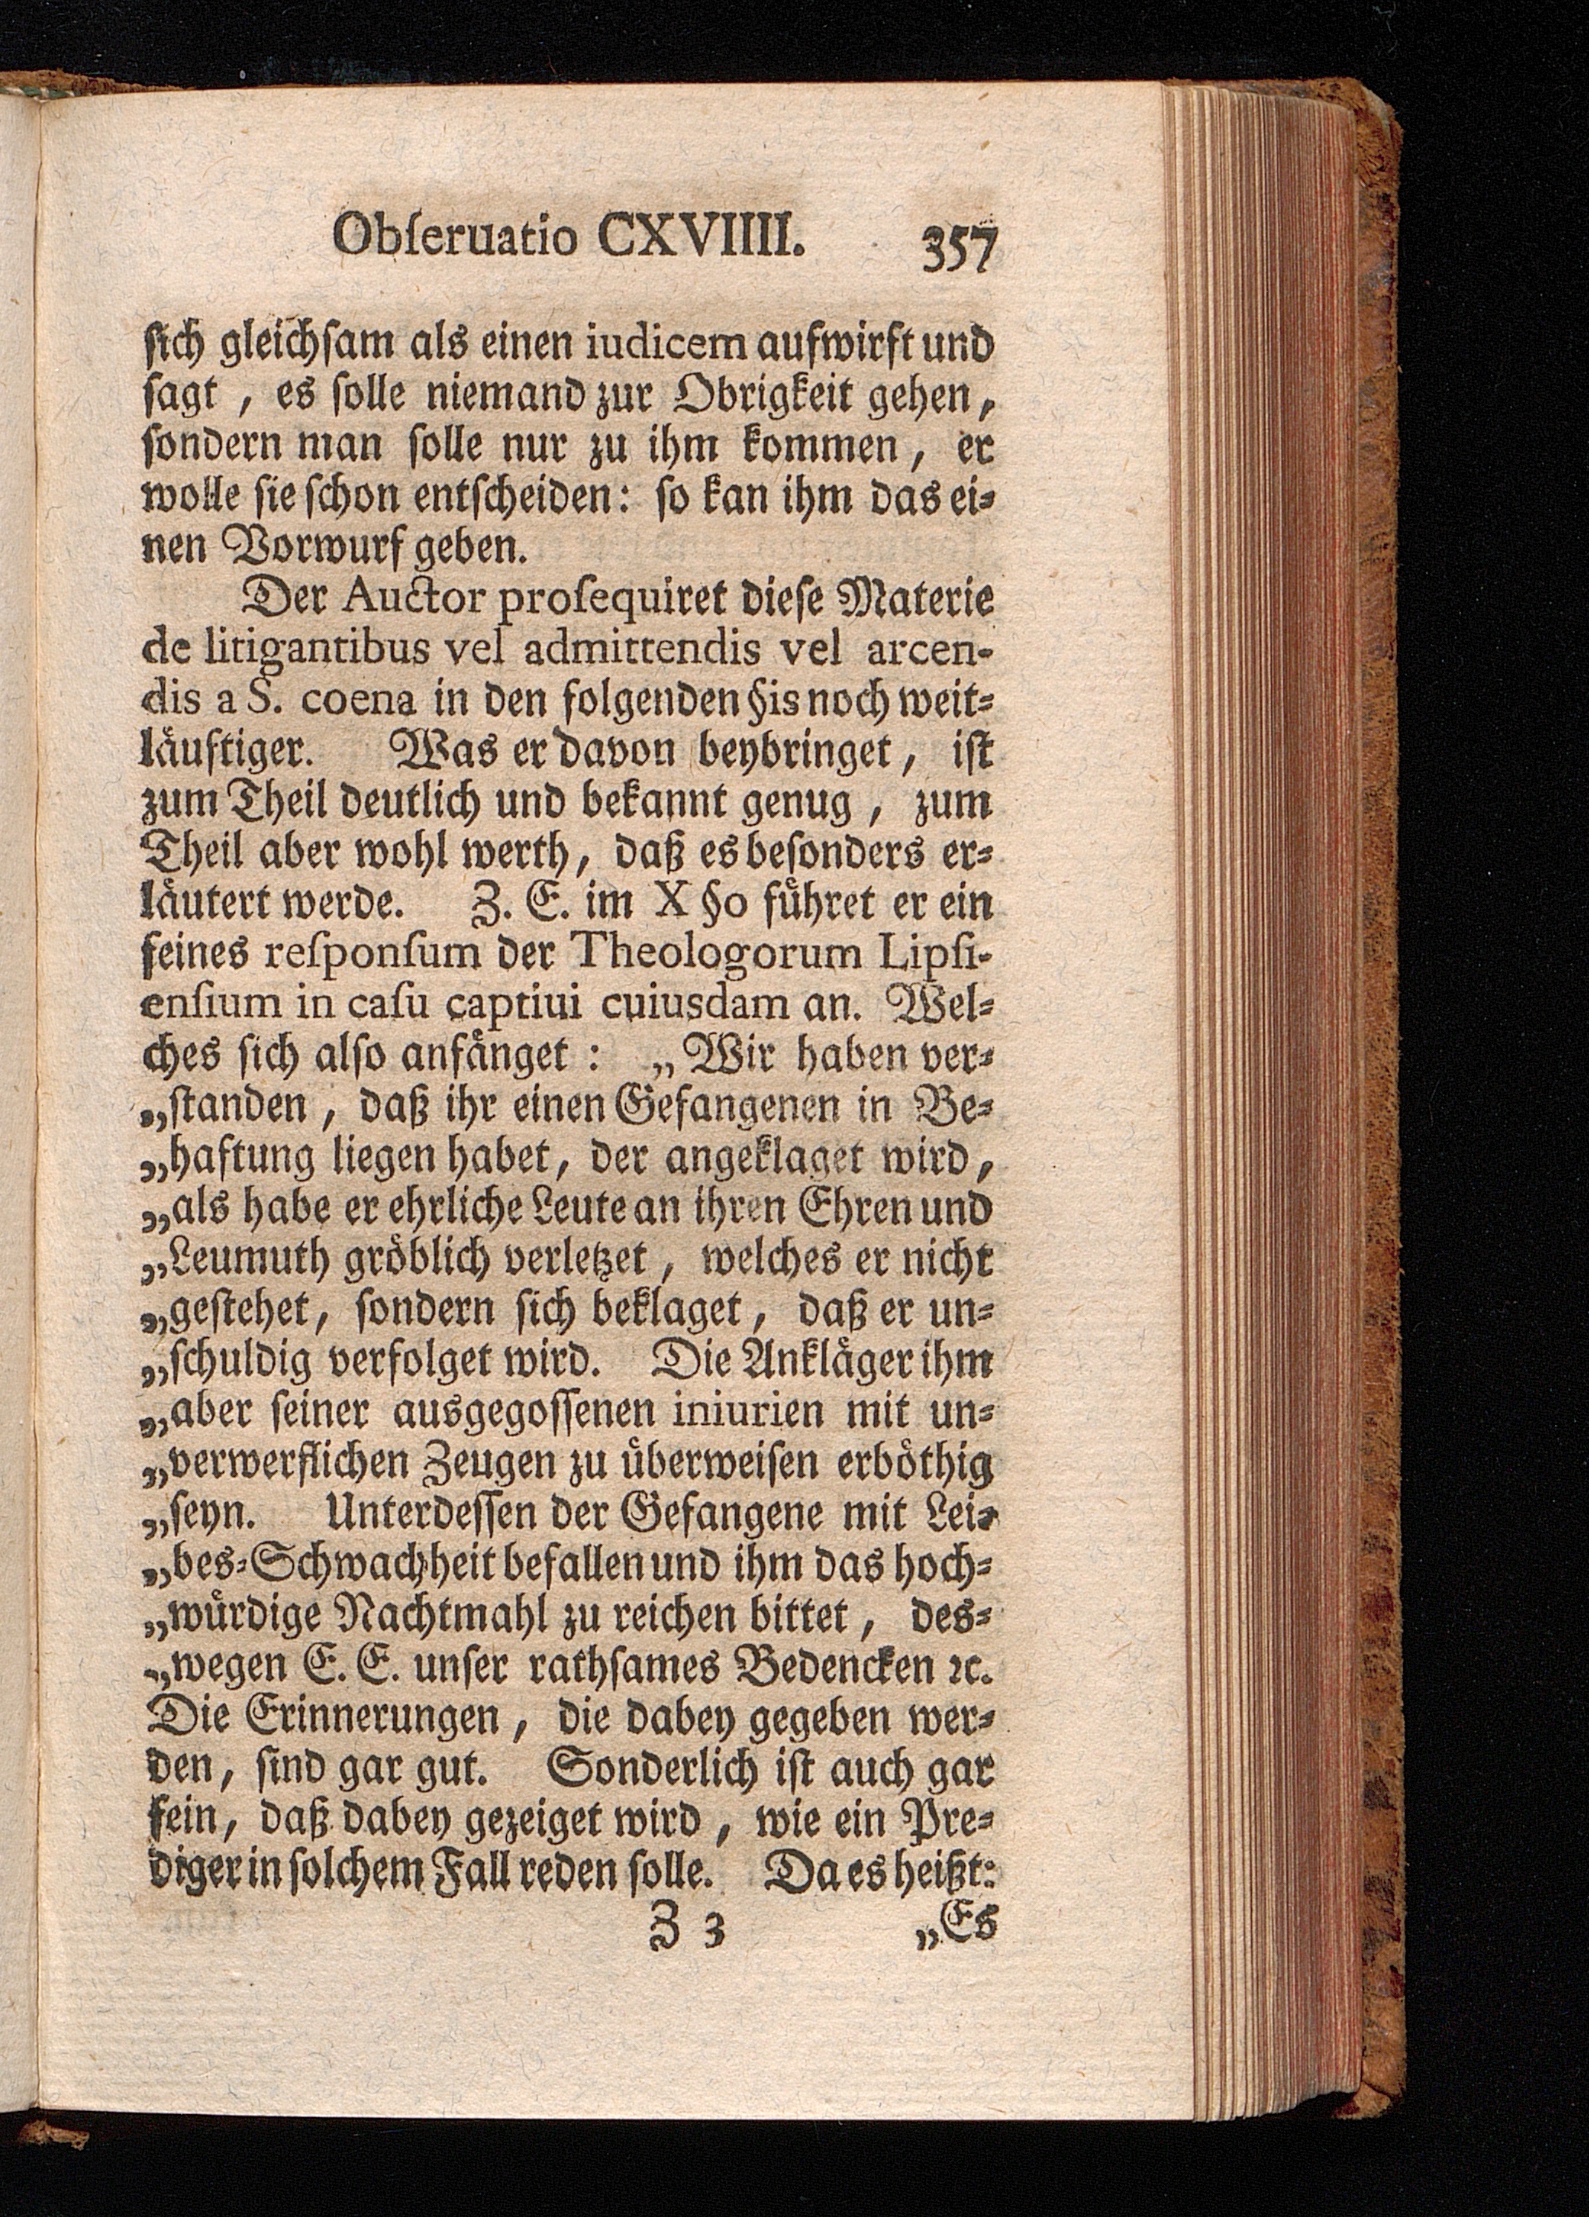 Obſeruatio CXVIIII. 357
ſich gleichſam als einen iudicem aufwirft und
ſagt , es ſolle niemand zur Obrigkeit gehen,
ſondern man ſolle nur zu ihm kommen, er
wolle ſie ſchon entſcheiden: ſo kan ihm das ei⸗
nen Vorwurf geben.
Der Auctor proſequiret dieſe Materie
de litigantibus vel admittendis vel arcen-
dis a S. coena in den folgenden §is noch weit⸗
läuftiger. Was er davon beybringet, iſt
zum Theil deutlich und bekannt genug, zum
Theil aber wohl werth, daß es beſonders er⸗
läutert werde. Z. E. im X §o führet er ein
feines reſponſum der Theologorum Lipſi-
enſium in caſu captiui cuiusdam an. Wel⸗
ches ſich alſo anfänget: „Wir haben ver⸗
„ſtanden, daß ihr einen Gefangenen in Be⸗
„haftung liegen habet, der angeklaget wird,
„als habe er ehrliche Leute an ihren Ehren und
„Leumuth gröblich verletzet, welches er nicht
„geſtehet, ſondern ſich beklaget, daß er un⸗
„ſchuldig verfolget wird. Die Ankläger ihm
„aber ſeiner ausgegoſſenen iniurien mit un⸗
„verwerflichen Zeugen zu überweiſen erböthig
„ſeyn. Unterdeſſen der Gefangene mit Lei⸗
„bes⸗Schwachheit befallen und ihm das hoch⸗
„würdige Nachtmahl zu reichen bittet, des⸗
„wegen E. E. unſer rathſames Bedencken ꝛc.
Die Erinnerungen, die dabey gegeben wer⸗
den, ſind gar gut. Sonderlich iſt auch gar
fein, daß dabey gezeiget wird, wie ein Pre⸗
diger in ſolchem Fall reden ſolle. Da es heißt:
Z 3 „Es